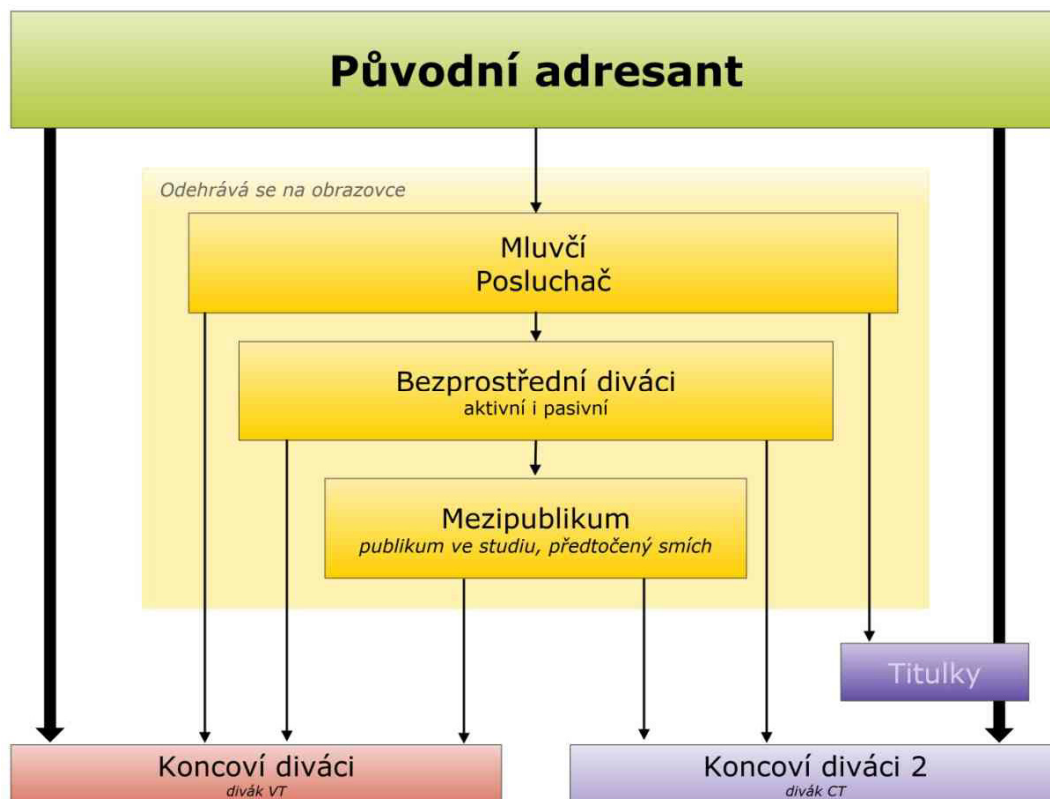 Původní adresant
Odehrává se na obrazovce
Mluvčí
Posluchač
Bezprostřední diváci
aktivní i pasivní
Mezipublikum
publikum ve studiu, předtočený smích
Titulky
Koncoví diváci
divák VT
Koncoví diváci 2
divák CT